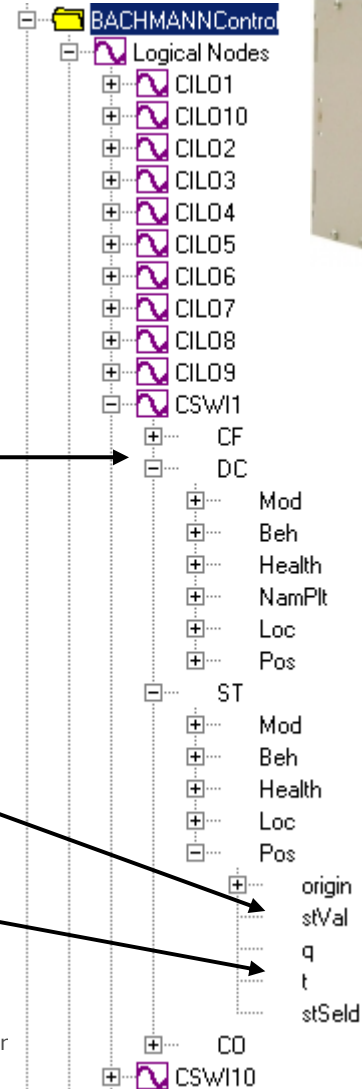 BACHMANNControl
Logical Nodes
CILO1
CILO10
CILO2
CILO3
CILO4
CILO5
CILO6
CILO7
CILO8
CILO9
CSWI1
CF
DC
Mod
Beh
Health
NamPlt
Loc
Pos
ST
Mod
Beh
Health
Loc
Pos
origin
stVal
q
t
stSeld
r
CO
CSWI10